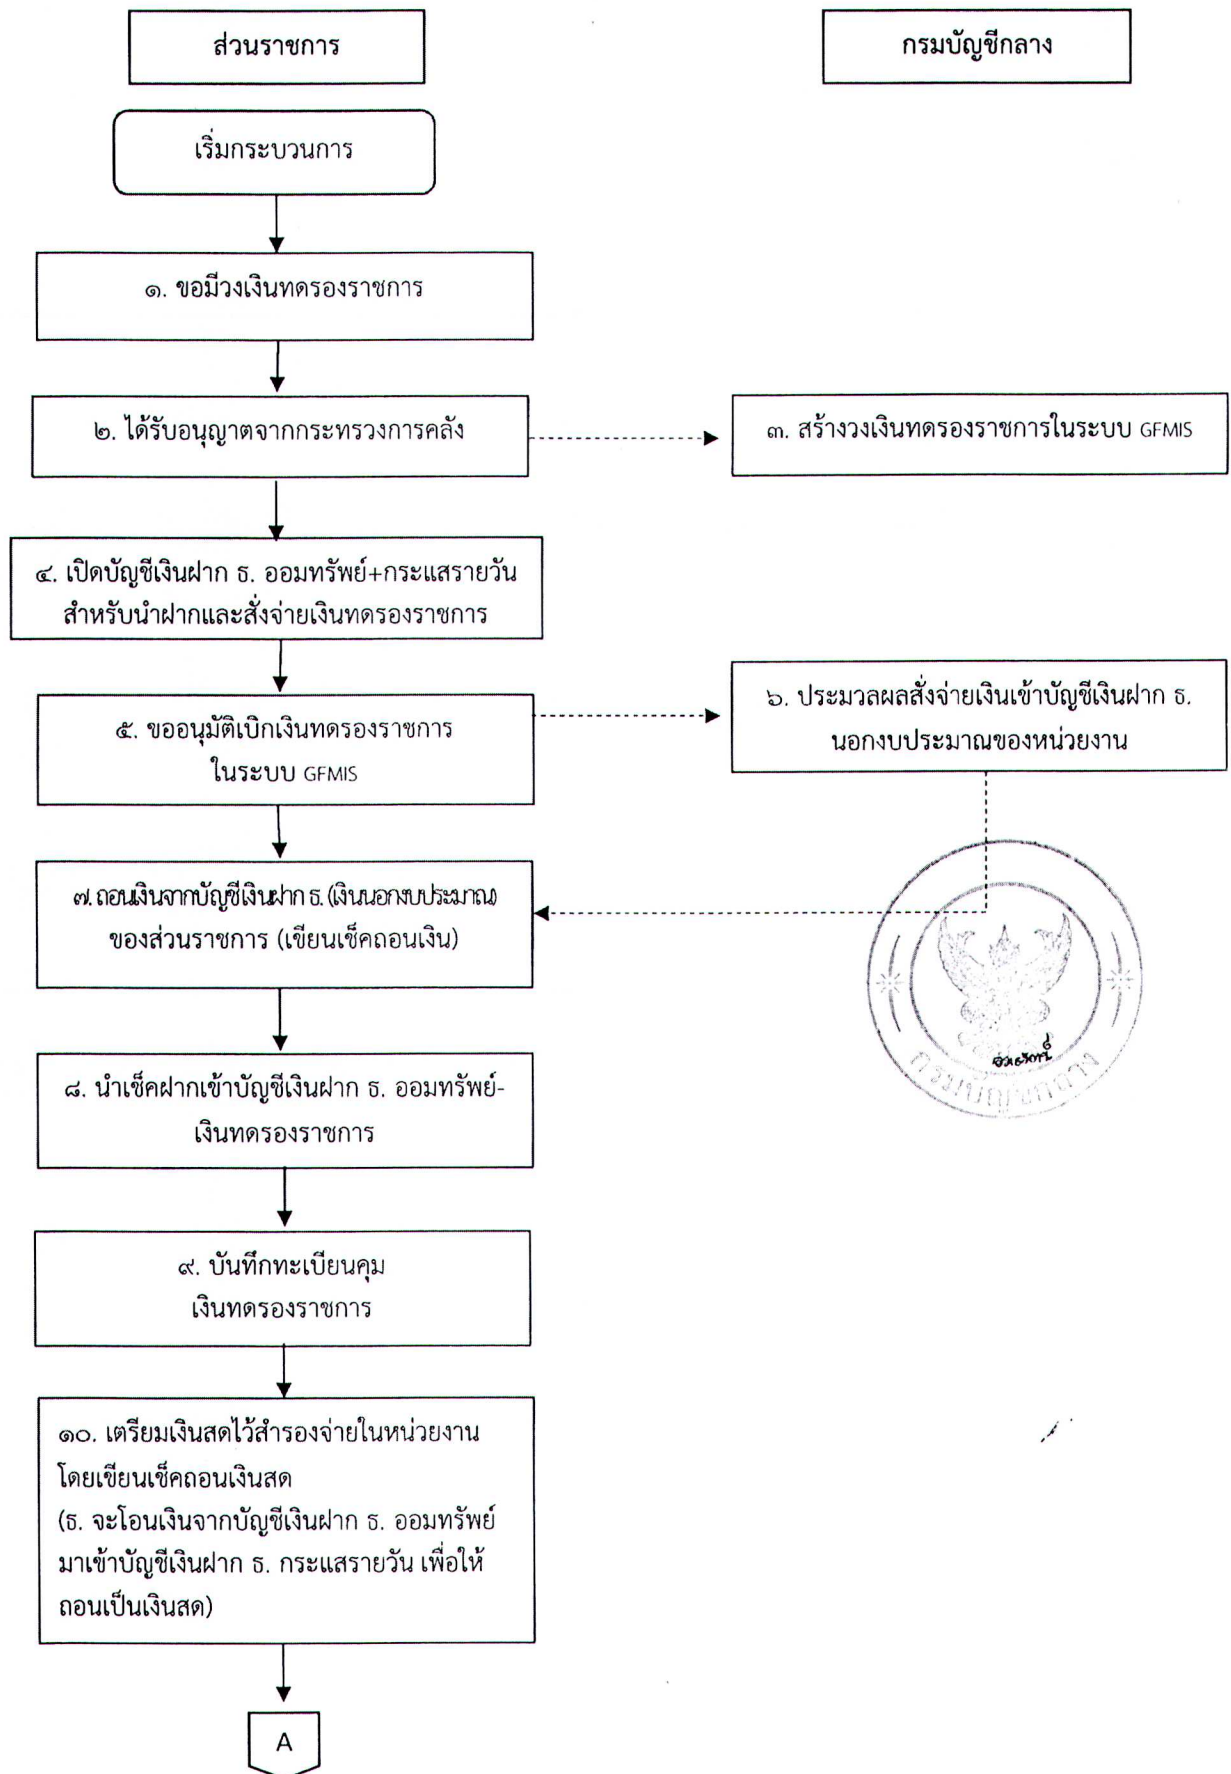 ส่วนราชการ
กรมบัญชีกลาง
เริ่มกระบวนการ
๑. ขอมีวงเงินทดรองราชการ
๒. ได้รับอนุญาตจากกระทรวงการคลัง
๓. สร้างวงเงินทดรองราชการในระบบ GFMIS
๔. เปิดบัญชีเงินฝาก ธ. ออมทรัพย์+กระแสรายวัน
สำหรับนำฝากและสั่งจ่ายเงินทดรองราชการ
๕. ขออนุมัติเบิกเงินทดรองราชการ
ในระบบ GFMIS
๖. ประมวลผลสั่งจ่ายเงินเข้าบัญชีเงินฝาก ธ.
นอกงบประมาณของหน่วยงาน
๗. ถอนเงินจากบัญชีเงินฝาก ธ. (เงินนอกงบประมาณ)
ของส่วนราชการ (เขียนเช็คถอนเงิน)
๘. นำเช็คฝากเข้าบัญชีเงินฝาก ธ. ออมทรัพย์-
เงินทดรองราชการ
กรมบัญชีกลาง
๙. บันทึกทะเบียนคุม
เงินทดรองราชการ
๑๐. เตรียมเงินสดไว้สำรองจ่ายในหน่วยงาน
โดยเขียนเช็คถอนเงินสด
(ธ. จะโอนเงินจากบัญชีเงินฝาก ธ. ออมทรัพย์
มาเข้าบัญชีเงินฝาก ธ. กระแสรายวัน เพื่อให้
ถอนเป็นเงินสด)
A